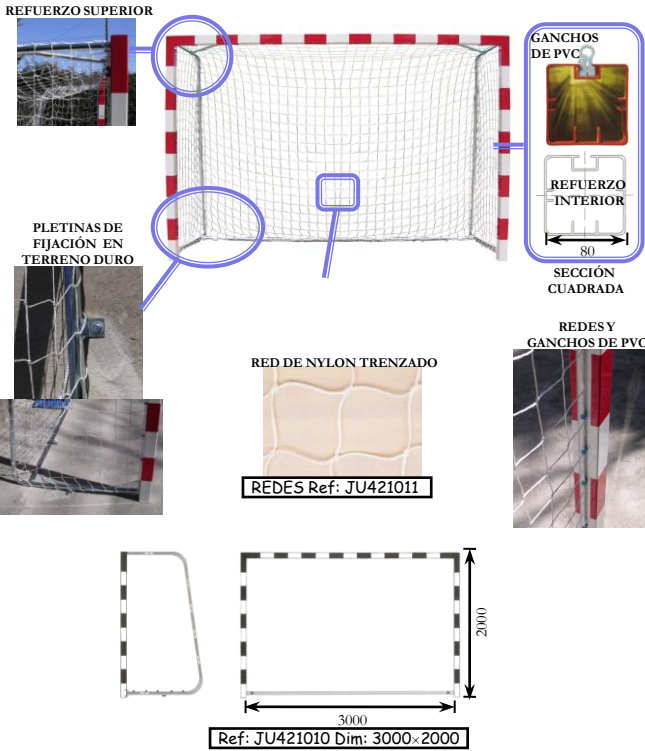 REFUERZO SUPERIOR
GANCHOS
DE PVC
REFUERZO
INTERIOR
80
SECCIÓN
CUADRADA
PLETINAS DE
FIJACIÓN EN
TERRENO DURO
REDES Y
GANCHOS DE PVC
RED DE NYLON TRENZADO
REDES Ref: JU421011
2000
3000
Ref: JU421010 Dim: 3000×2000